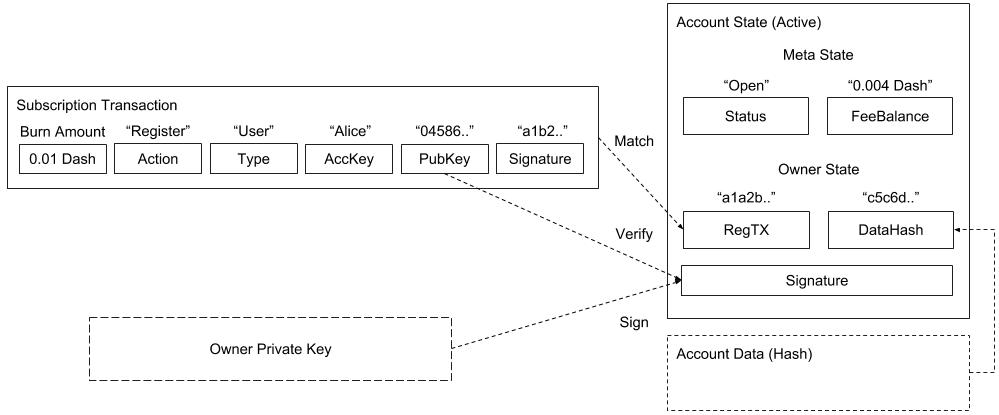 Account State (Active)
Meta State
“Open” “0.004 Dash”
Status FeeBalance
Owner State
“a1a2b..” “c5c6d..”
RegTX DataHash
Signature
Subscription Transaction
Burn Amount “Register” “User” “Alice” “04586..” “a1b2..”
0.01 Dash Action Type AccKey PubKey Signature
Match
Verify
Sign
Owner Private Key
Account Data (Hash)